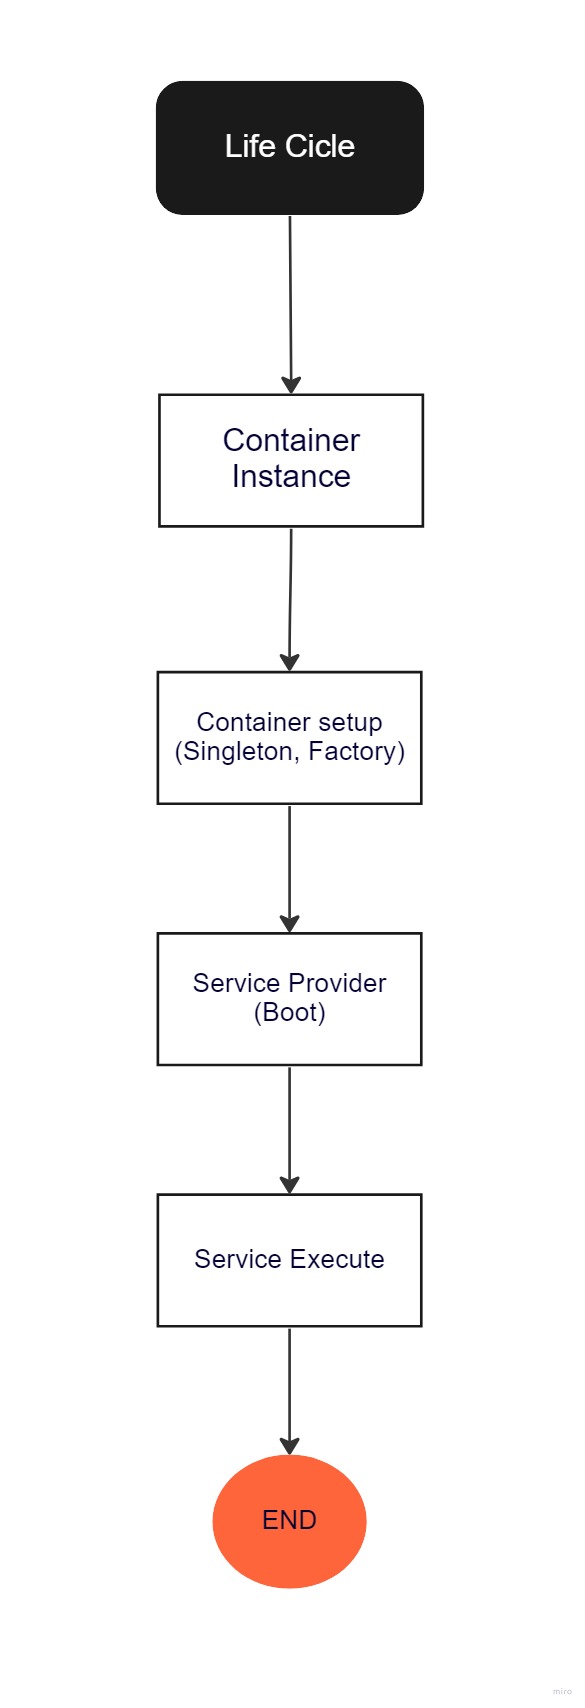 Life Cicle
Container
Instance
Container setup
(Singleton, Factory)
Service Provider
(Boot)
Service Execute
END
miro